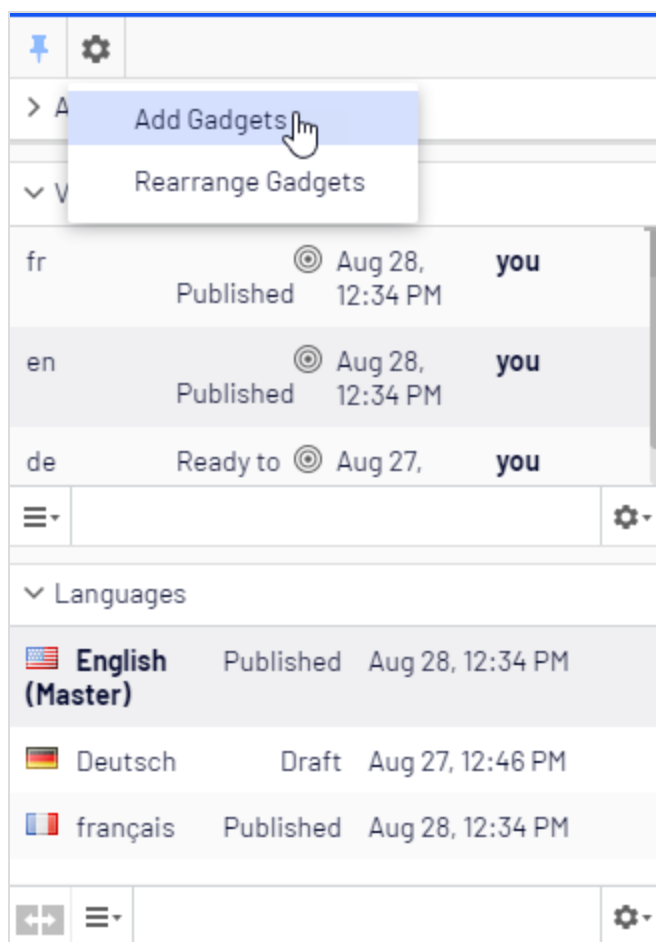 A
Add Gadgets
Rearrange Gadgets
V
fr Published Aug 28, 12:34 PM you
en Published Aug 28, 12:34 PM you
de Ready to Aug 27, you
Languages
English (Master) Published Aug 28, 12:34 PM
Deutsch Draft Aug 27, 12:46 PM
français Published Aug 28, 12:34 PM